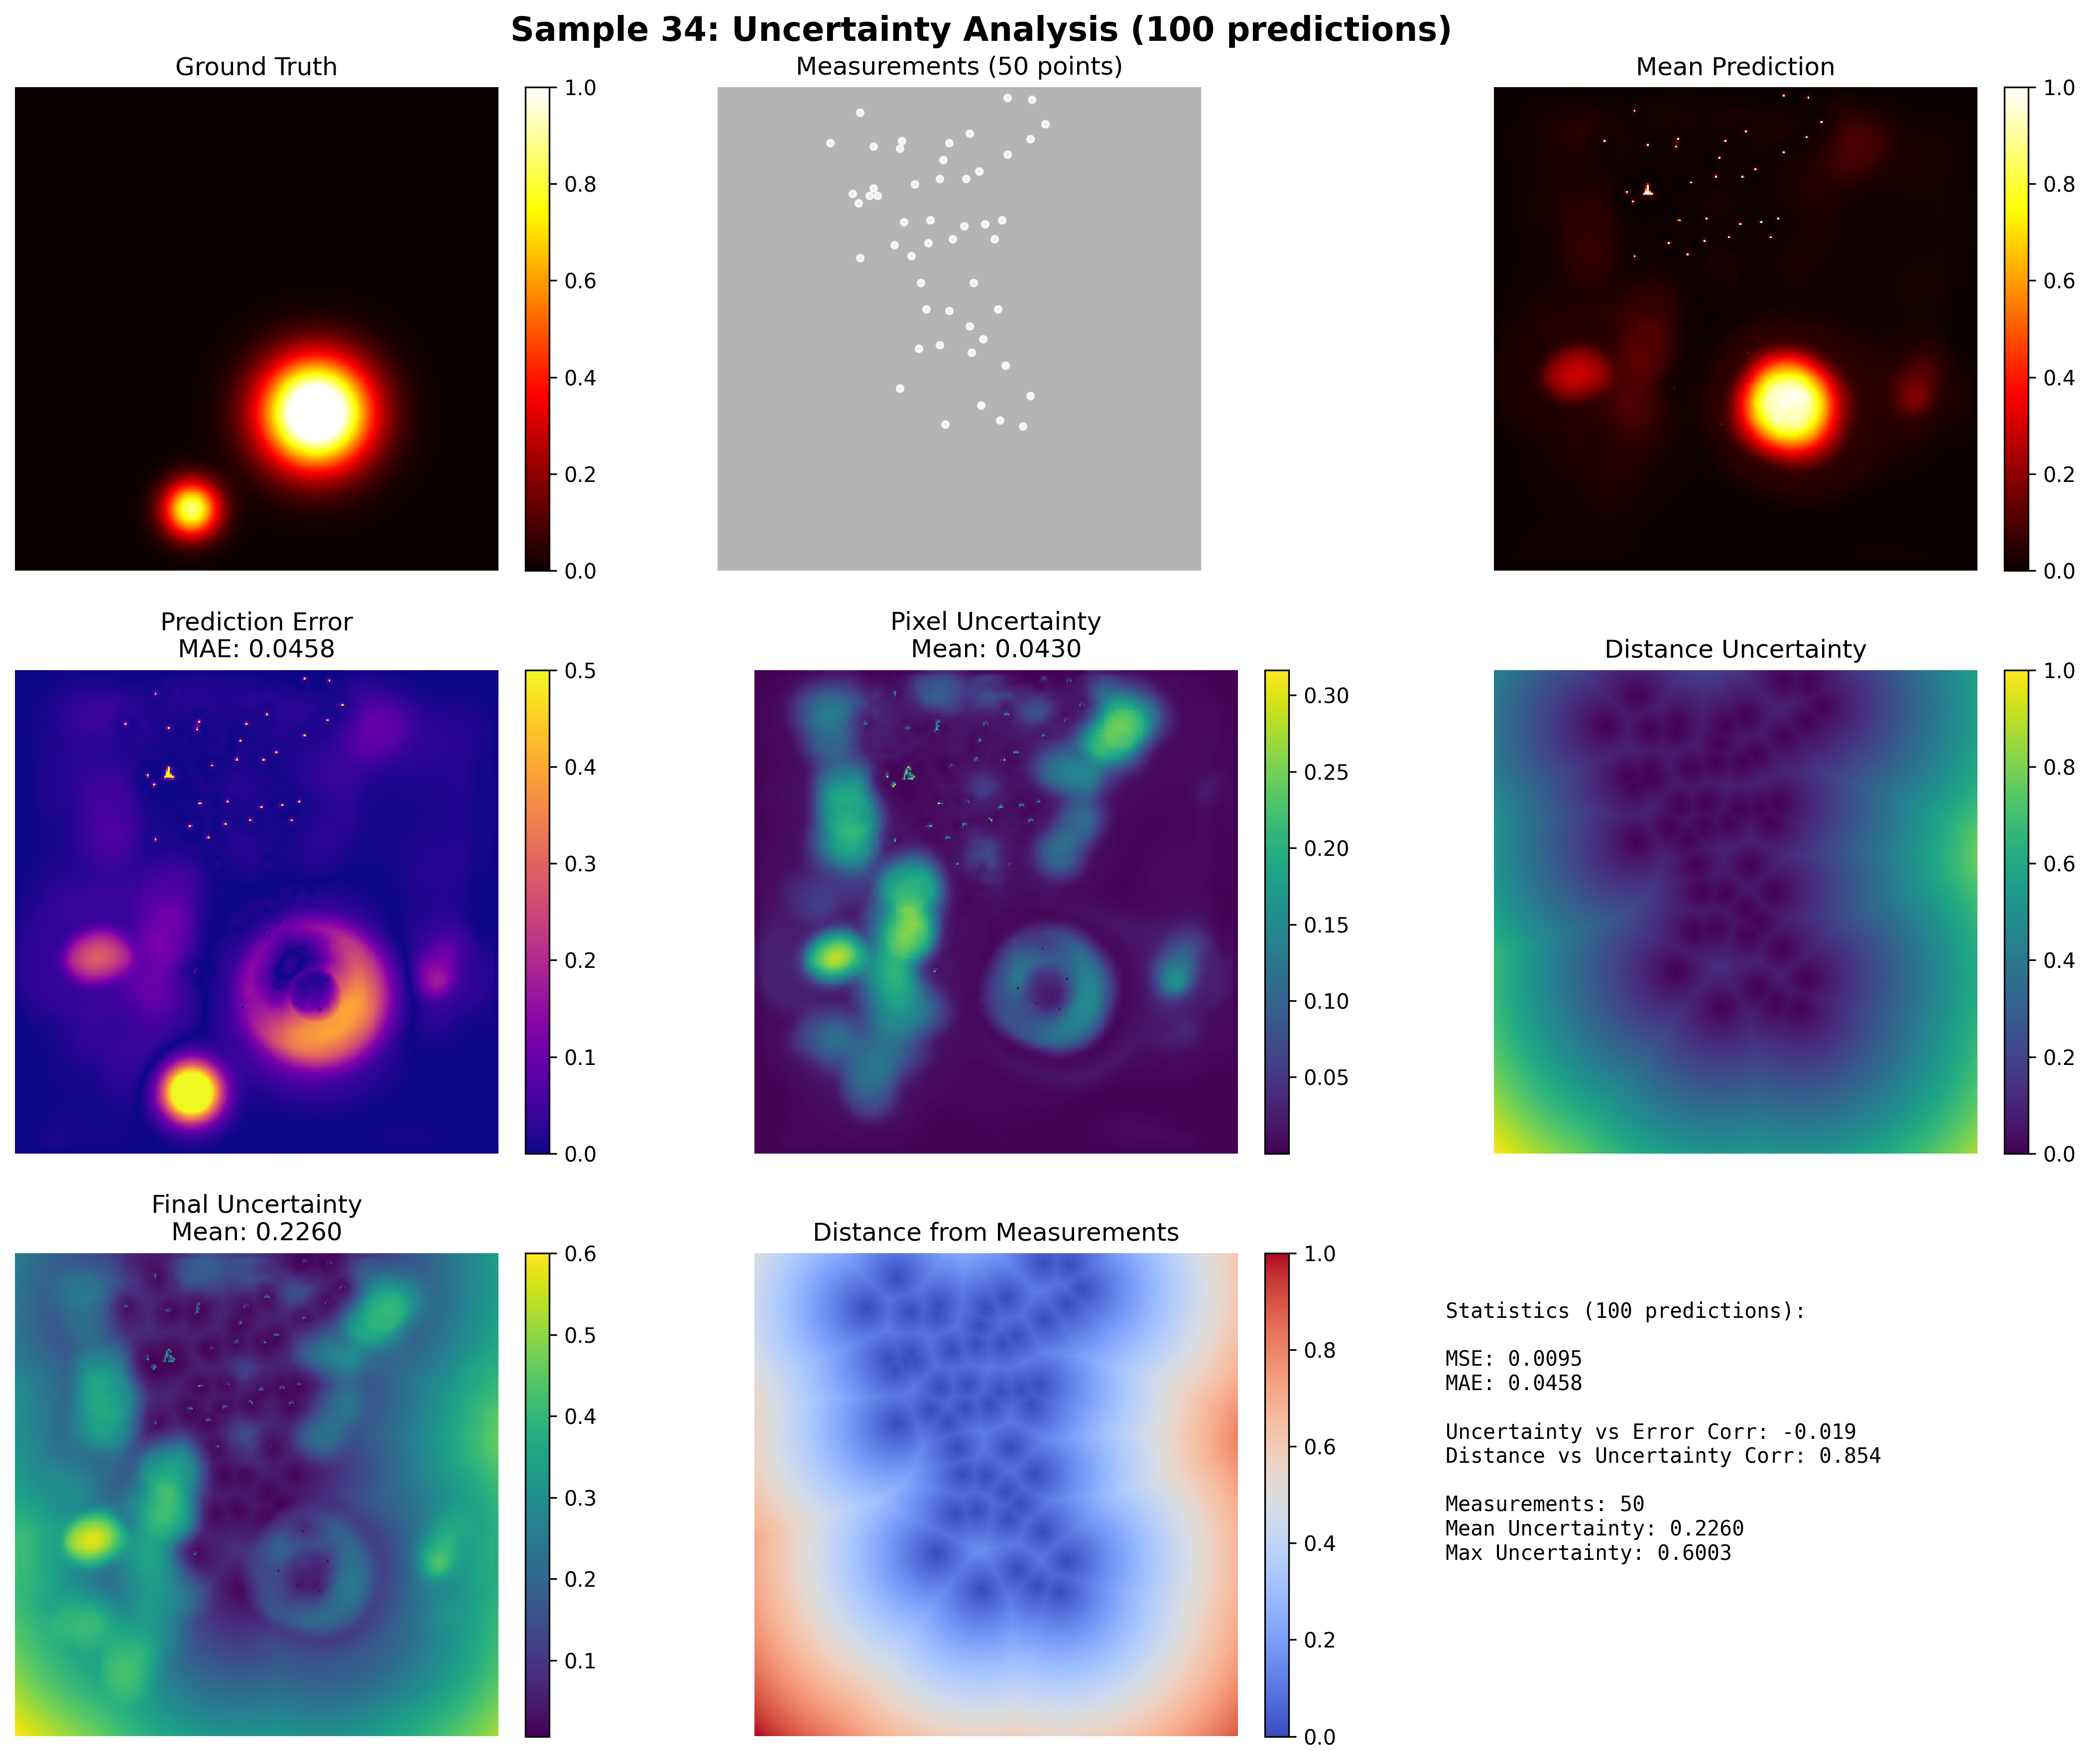 Sample 34: Uncertainty Analysis (100 predictions)
Ground Truth
1.0
0.8
0.6
0.4
0.2
0.0
Measurements (50 points)
Mean Prediction
1.0
0.8
0.6
0.4
0.2
0.0
Prediction Error
MAE: 0.0458
0.5
0.4
0.3
0.2
0.1
0.0
Pixel Uncertainty
Mean: 0.0430
0.30
0.25
0.20
0.15
0.10
0.05
Distance Uncertainty
1.0
0.8
0.6
0.4
0.2
0.0
Final Uncertainty
Mean: 0.2260
0.6
0.5
0.4
0.3
0.2
0.1
Distance from Measurements
1.0
0.8
0.6
0.4
0.2
0.0
Statistics (100 predictions):
MSE: 0.0095
MAE: 0.0458
Uncertainty vs Error Corr: -0.019
Distance vs Uncertainty Corr: 0.854
Measurements: 50
Mean Uncertainty: 0.2260
Max Uncertainty: 0.6003